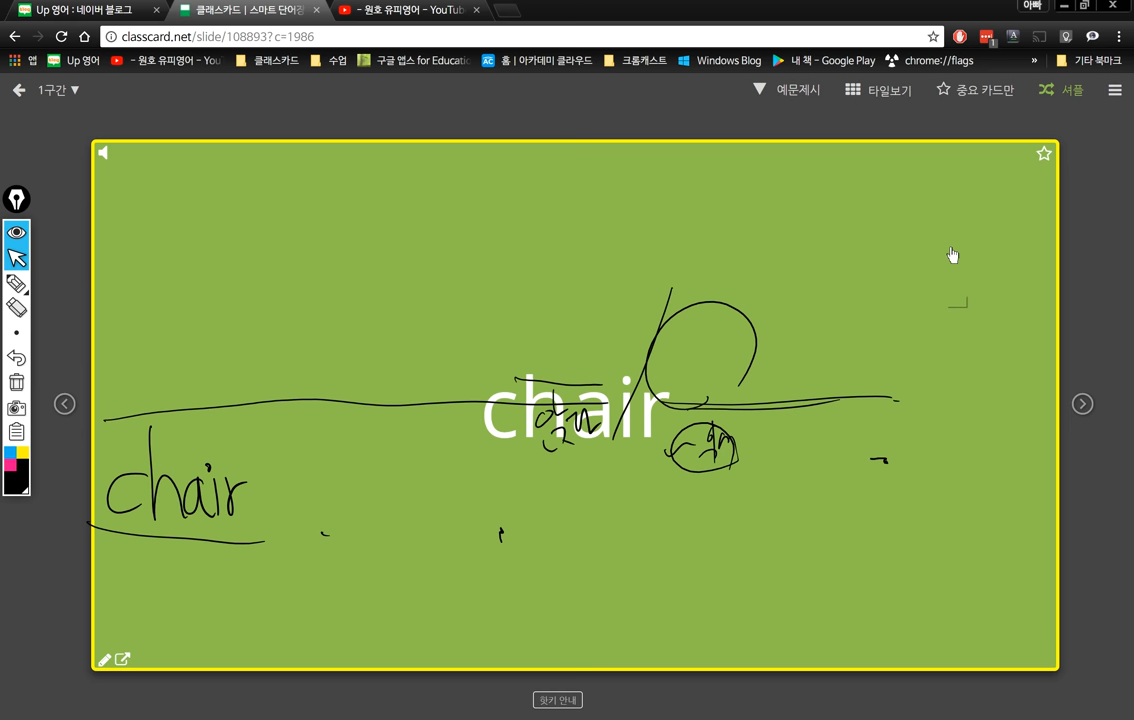 Up 영어 : 네이버 블로그
클래스카드 | 스마트 단어장
- 원호 유피영어 - YouTub
아빠
classcard.net/slide/108893?c=1986
앱
Up 영어
- 원호 유피영어 - You
클래스카드
수업
구글 앱스 for Educatic
홈 | 아카데미 클라우드
크롬캐스트
Windows Blog
내 책 - Google Play
chrome://flags
»
기타 북마크
1구간 ▼
▼ 예문제시
타일보기
중요 카드만
셔플
chair
chair
핫키 안내